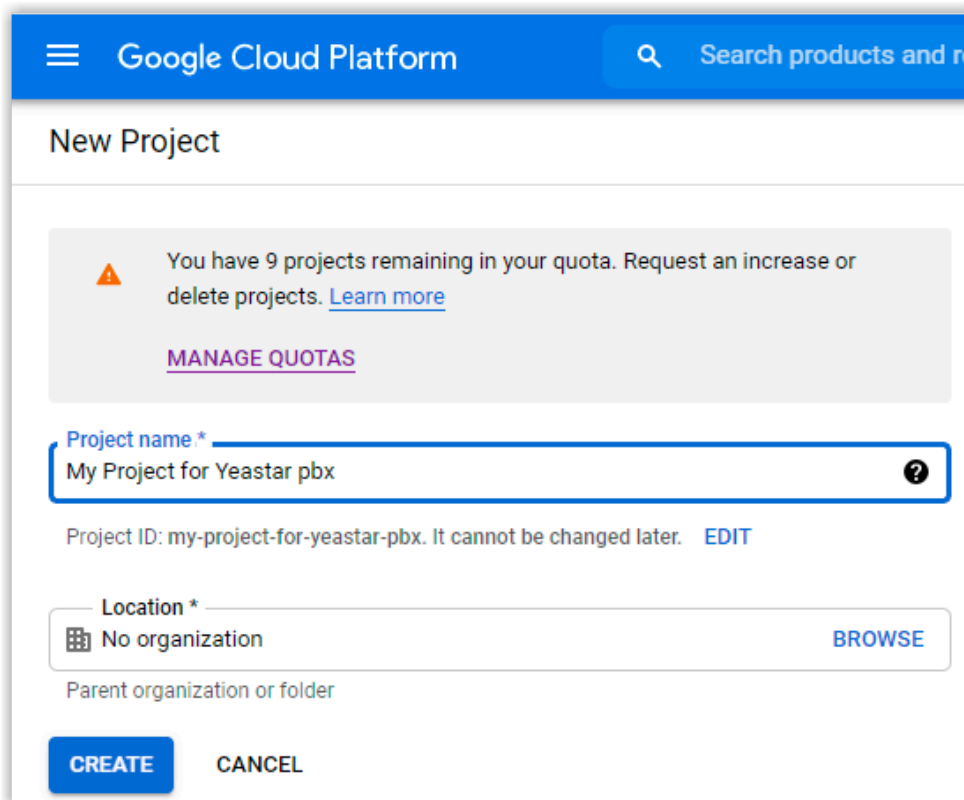 Google Cloud Platform
Search products and
New Project
You have 9 projects remaining in your quota. Request an increase or
delete projects. Learn more
MANAGE QUOTAS
Project name *
My Project for Yeastar pbx
Project ID: my-project-for-yeastar-pbx. It cannot be changed later. EDIT
Location *
No organization BROWSE
Parent organization or folder
CREATE CANCEL